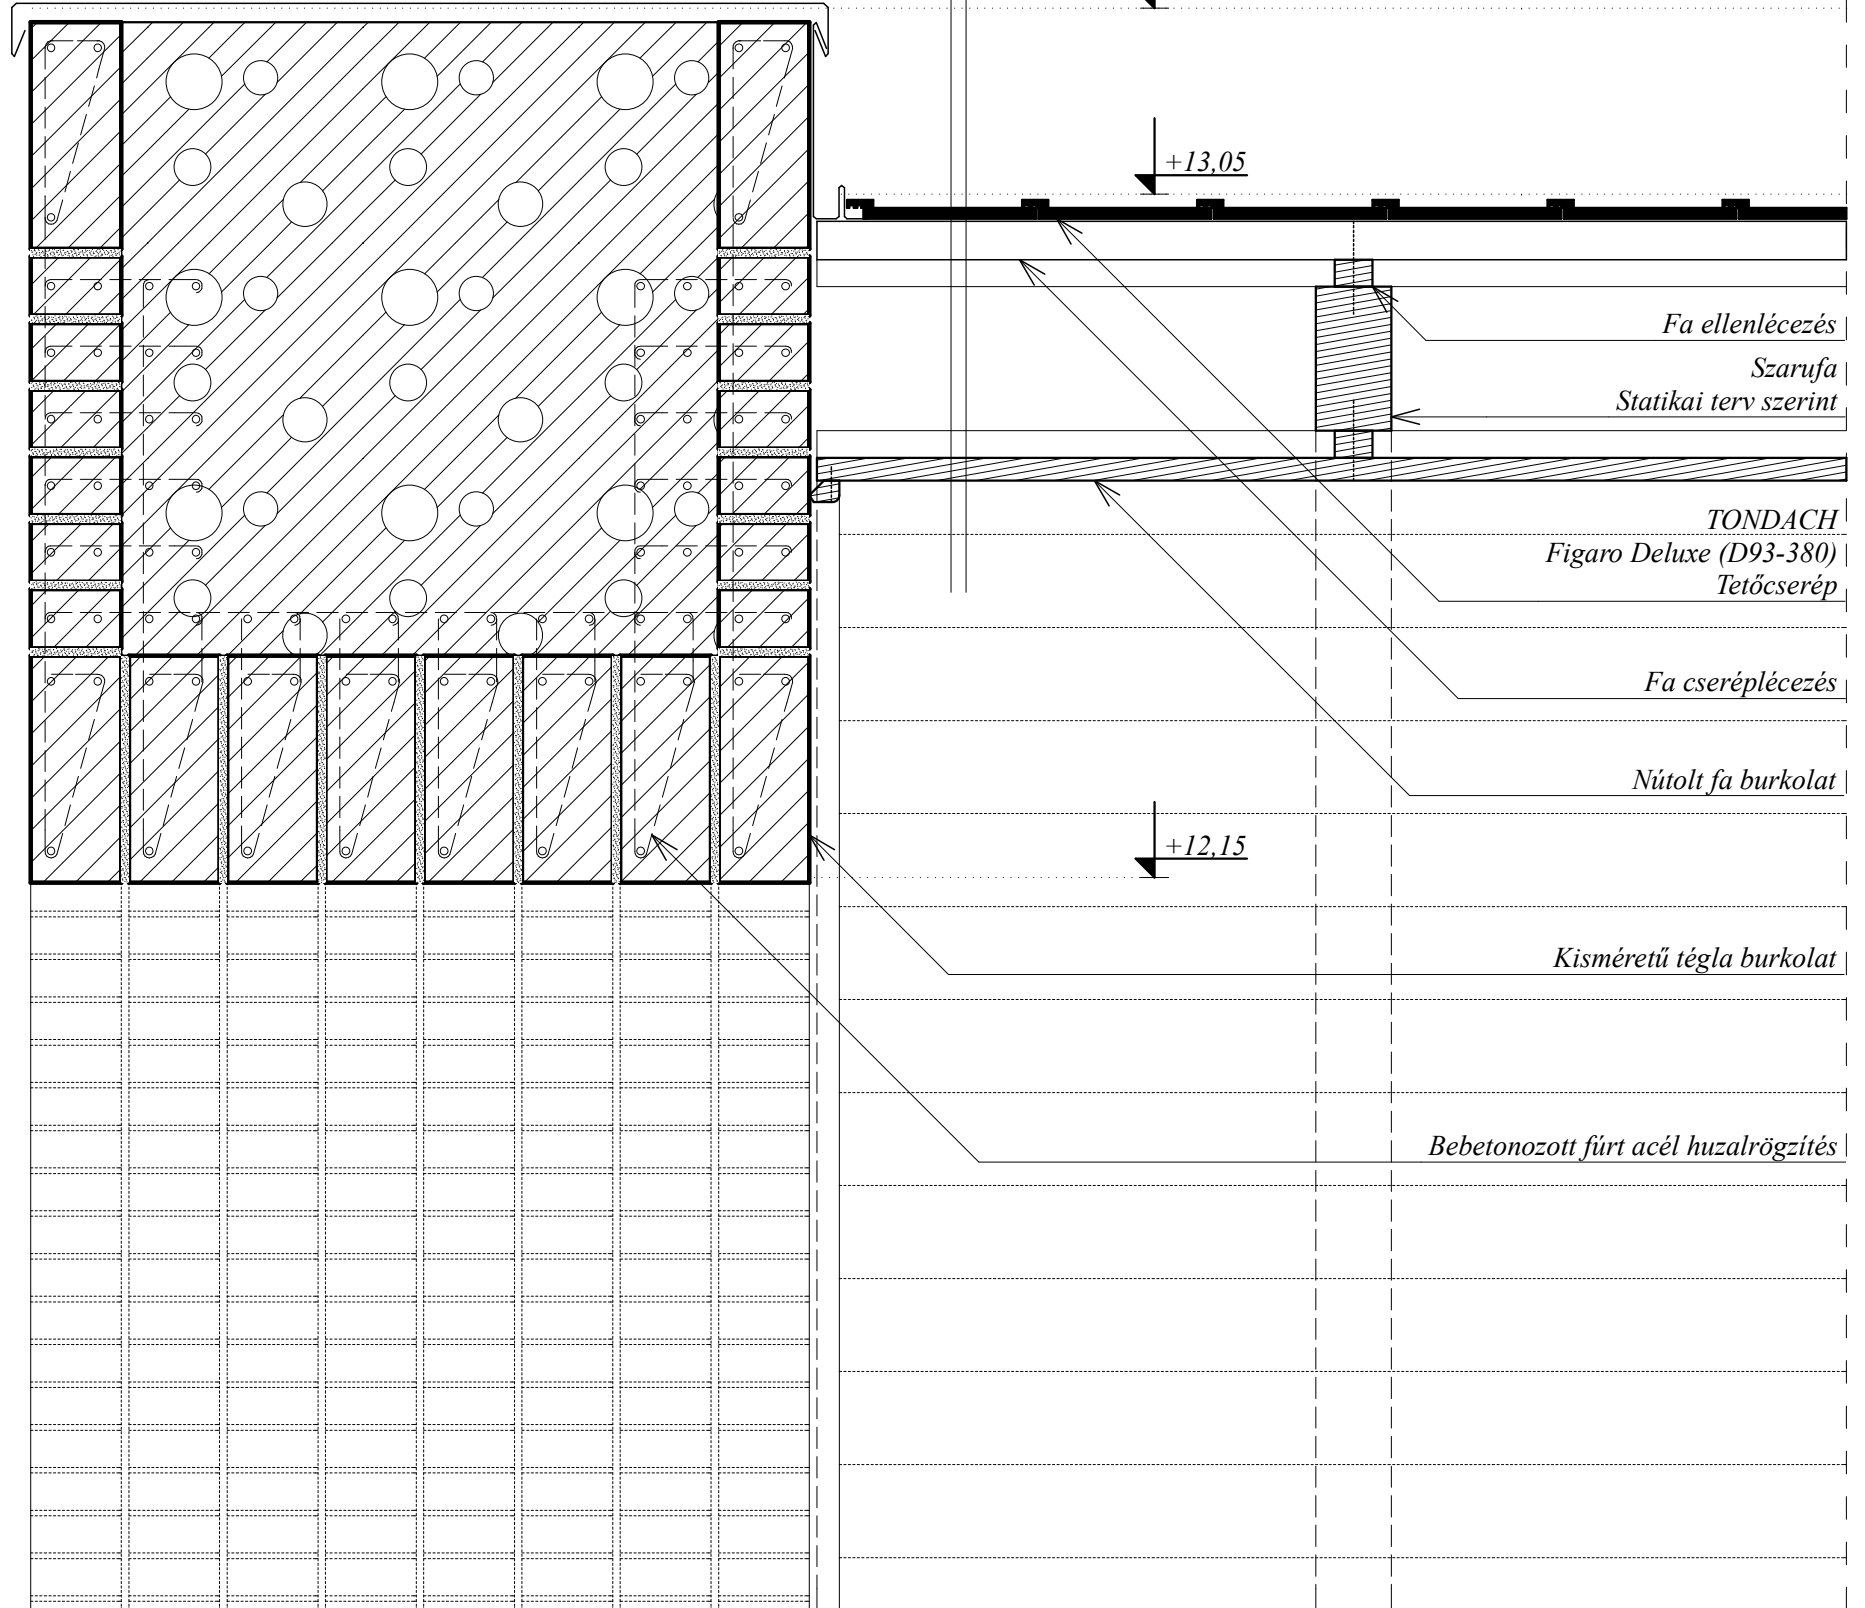 +13,05
Fa ellenlécezés
Szarufa
Statikai terv szerint
TONDACH
Figaro Deluxe (D93-380)
Tetőcserép
Fa cseréplécezés
Nútolt fa burkolat
+12,15
Kisméretű tégla burkolat
Bebetonozott fúrt acél huzalrögzítés